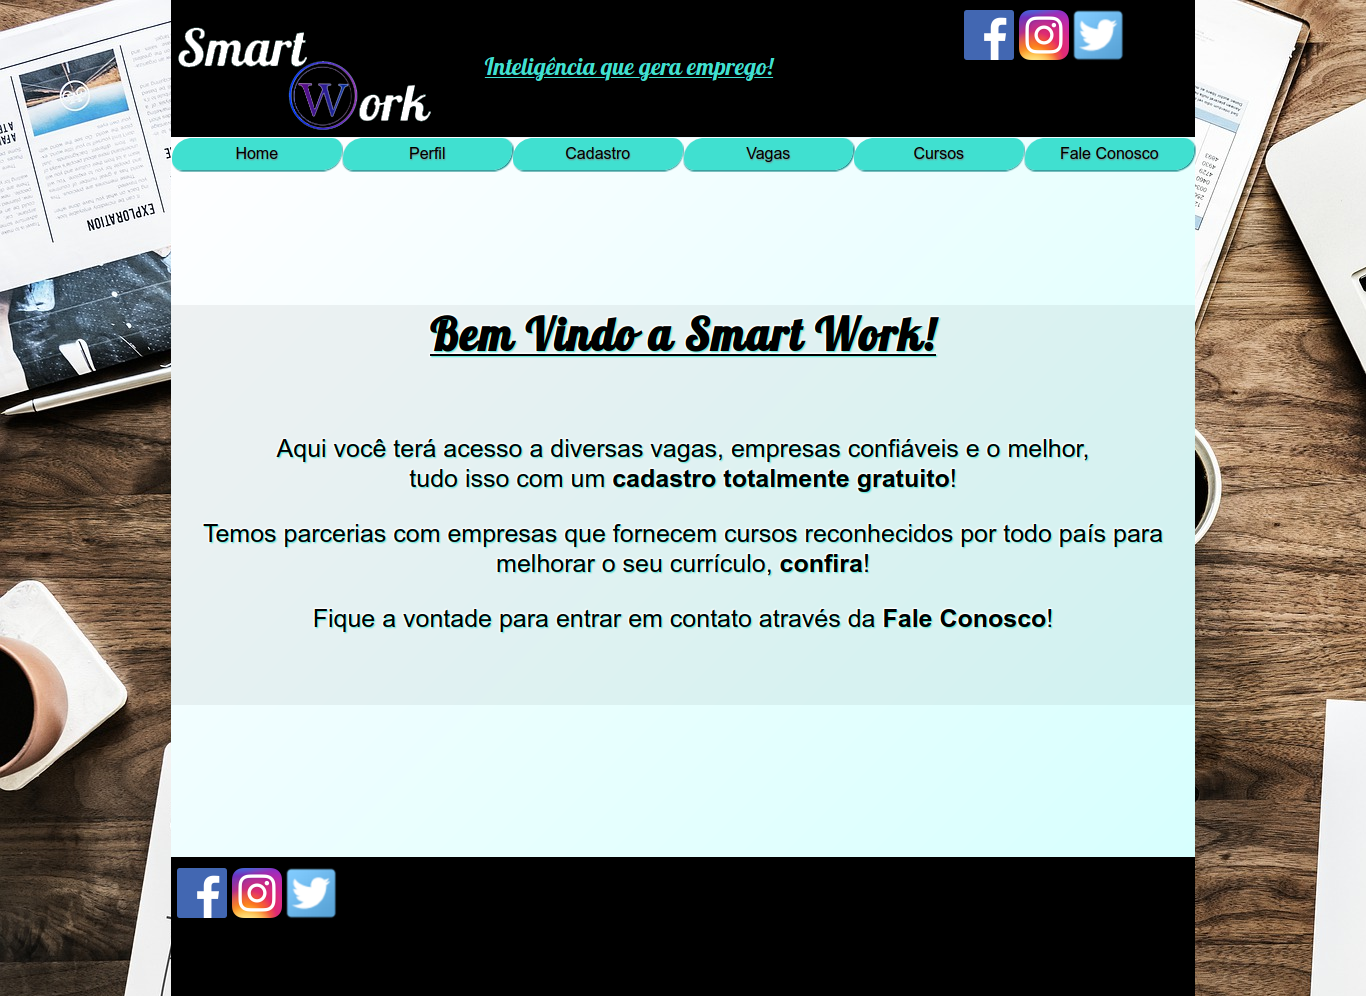 Smart
Work
Inteligência que gera emprego!
Home Perfil Cadastro Vagas Cursos Fale Conosco
EXPLORATION
Bem Vindo a Smart Work!
Aqui você terá acesso a diversas vagas, empresas confiáveis e o melhor,
tudo isso com um cadastro totalmente gratuito!
Temos parcerias com empresas que fornecem cursos reconhecidos por todo país para
melhorar o seu currículo, confira!
Fique a vontade para entrar em contato através da Fale Conosco!